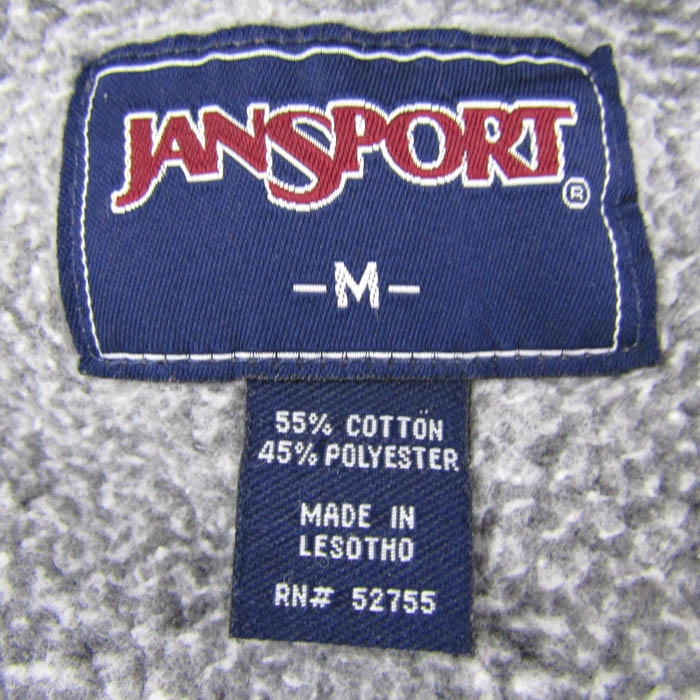 JANSPORT
®
-M-
55% COTTON
45% POLYESTER
MADE IN
LESOTHO
RN# 52755